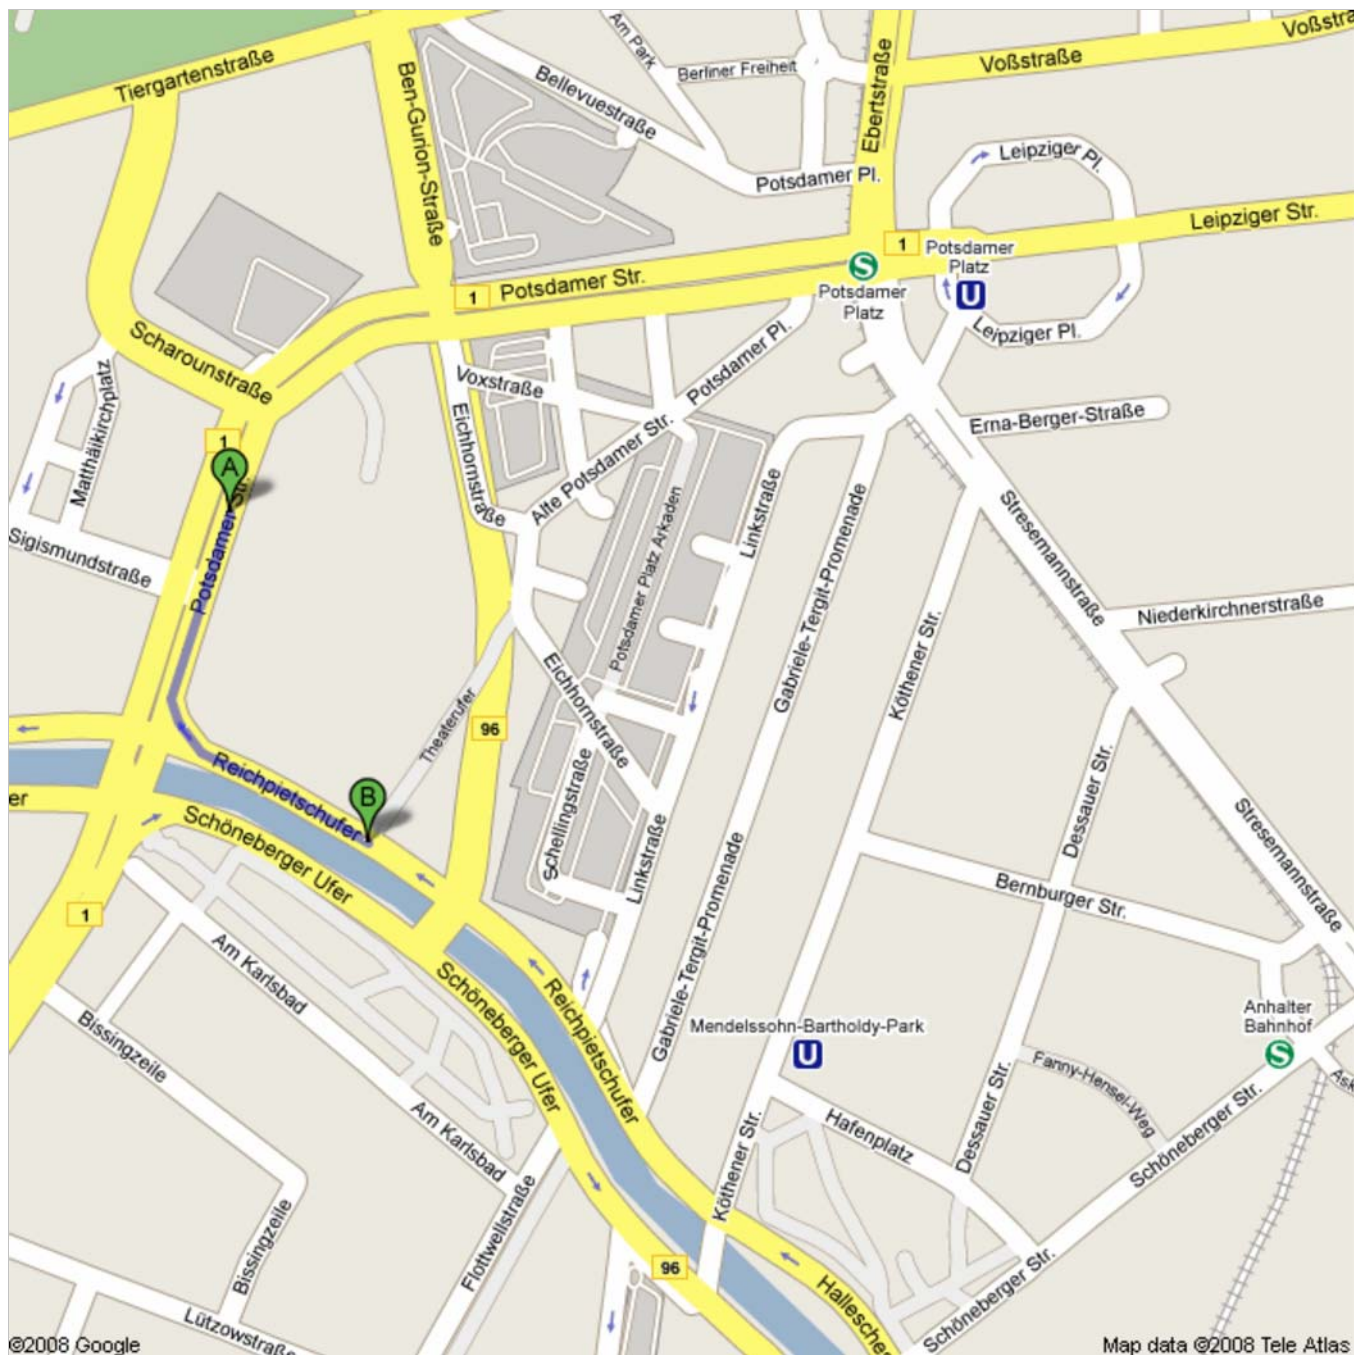 Voßstra
Am Park
Tiergartenstraße
Ben-Gurion-Straße
Bellevuestraße
Berliner Freiheit
Ebertstraße
Voßstraße
Leipziger Pl.
Potsdamer Pl.
Leipziger Str.
1
Potsdamer
Platz
S
U
Potsdamer
Platz
Potsdamer Str.
1
Leipziger Pl.
Scharounstraße
Matthäikirchplatz
Voxstraße
Potsdamer Pl.
Eichhornstraße
Alte Potsdamer Str.
Erna-Berger-Straße
1
A
Potsdamer Str.
Sigismundstraße
Potsdamer Platz Arkaden
Linkstraße
Gabriele-Tergit-Promenade
Stresemannstraße
Köthener Str.
Niederkirchnerstraße
Theaterufer
96
Eichhornstraße
Reichpietschufer
B
er
Schöneberger Ufer
Schellingstraße
Linkstraße
Gabriele-Tergit-Promenade
Dessauer Str.
Stresemannstraße
Bernburger Str.
1
Am Karlsbad
Schöneberger Ufer
Reichpietschufer
Mendelssohn-Bartholdy-Park
U
Anhalter
Bahnhof
S
Bissingzeile
Am Karlsbad
Fanny-Hensel-Weg
Ask
Köthener Str.
Hafenplatz
Dessauer Str.
Schöneberger Str.
Bissingzeile
Flottwellstraße
96
Hallesches
Schöneberger Str.
Lützowstraße
©2008 Google
Map data ©2008 Tele Atlas